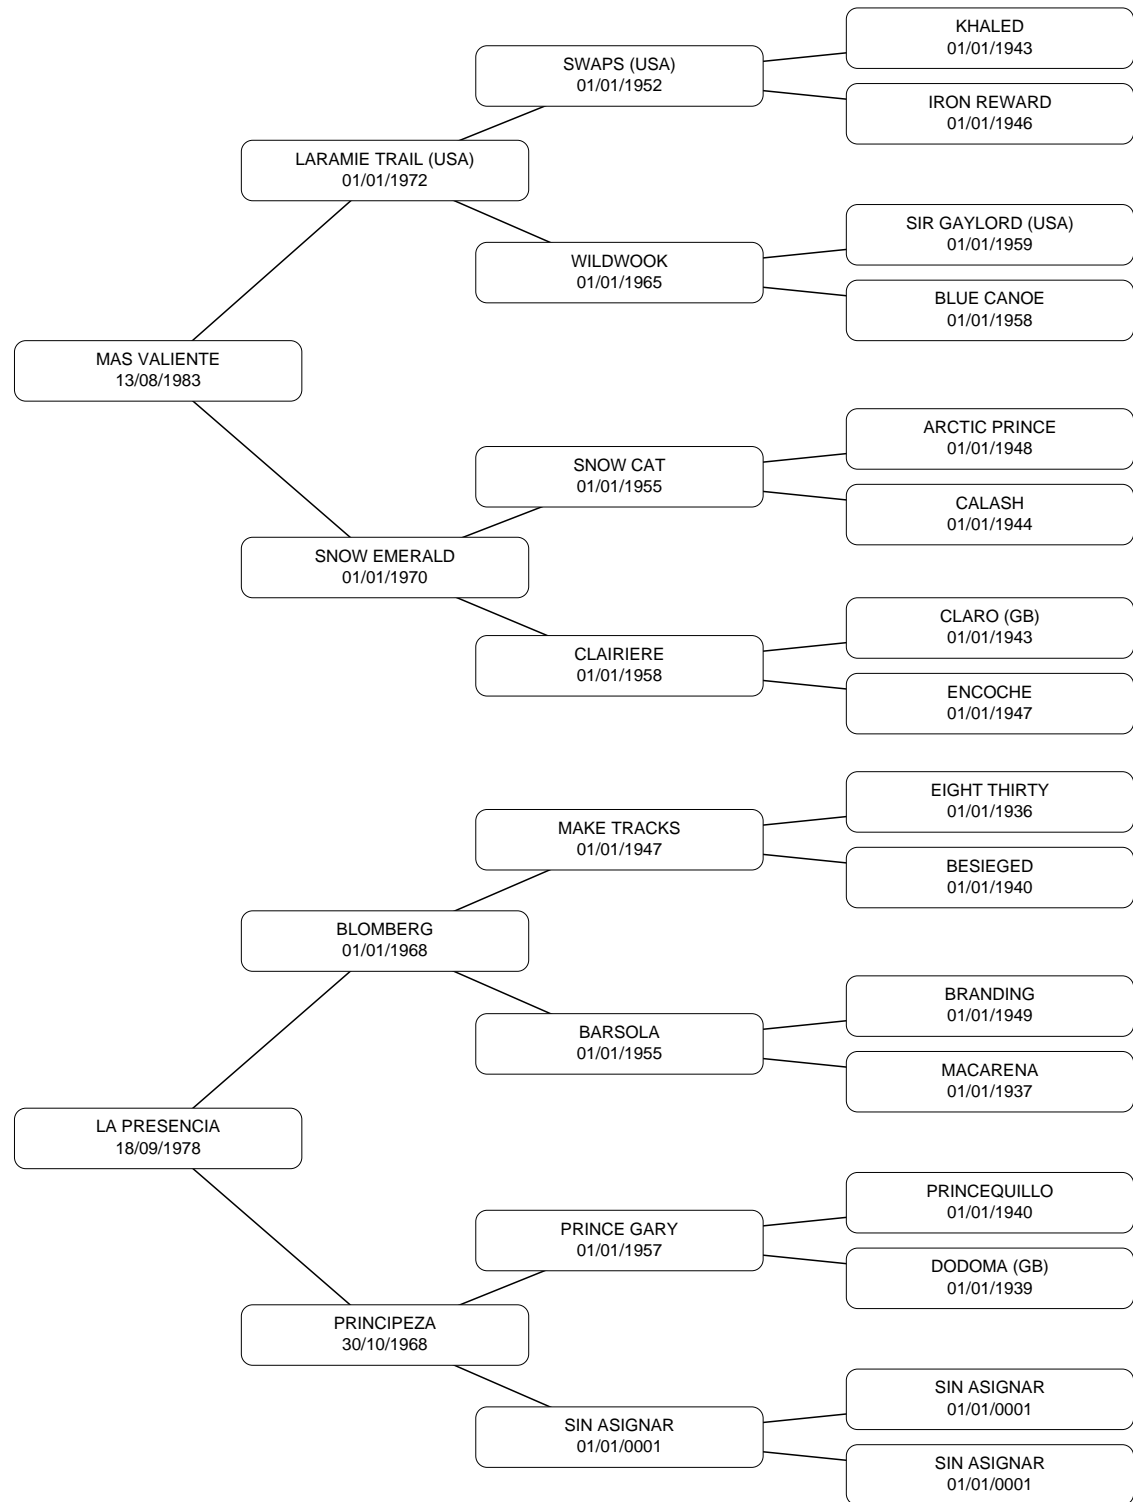 KHALED
01/01/1943
SWAPS (USA)
01/01/1952
IRON REWARD
01/01/1946
LARAMIE TRAIL (USA)
01/01/1972
SIR GAYLORD (USA)
01/01/1959
WILDWOOK
01/01/1965
BLUE CANOE
01/01/1958
MAS VALIENTE
13/08/1983
ARCTIC PRINCE
01/01/1948
SNOW CAT
01/01/1955
CALASH
01/01/1944
SNOW EMERALD
01/01/1970
CLARO (GB)
01/01/1943
CLAIRIERE
01/01/1958
ENCOCHE
01/01/1947
EIGHT THIRTY
01/01/1936
MAKE TRACKS
01/01/1947
BESIEGED
01/01/1940
BLOMBERG
01/01/1968
BRANDING
01/01/1949
BARSOLA
01/01/1955
MACARENA
01/01/1937
LA PRESENCIA
18/09/1978
PRINCEQUILLO
01/01/1940
PRINCE GARY
01/01/1957
DODOMA (GB)
01/01/1939
PRINCIPEZA
30/10/1968
SIN ASIGNAR
01/01/0001
SIN ASIGNAR
01/01/0001
SIN ASIGNAR
01/01/0001